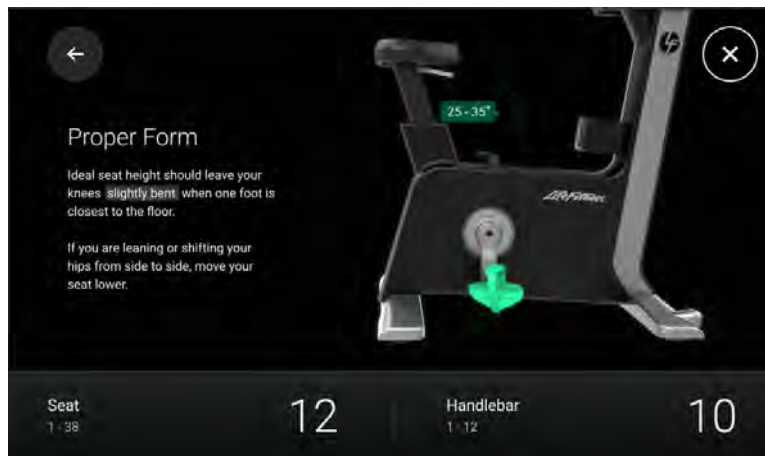 25 - 35°
Proper Form
Ideal seat height should leave your
knees slightly bent when one foot is
closest to the floor.
If you are leaning or shifting your
hips from side to side, move your
seat lower.
LifeFitness
Seat
1 - 38
12
Handlebar
1 - 12
10